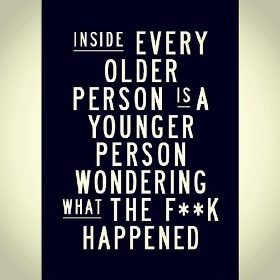 INSIDE EVERY
OLDER
PERSON IS A
YOUNGER
PERSON
WONDERING
WHAT THE F**K
HAPPENED